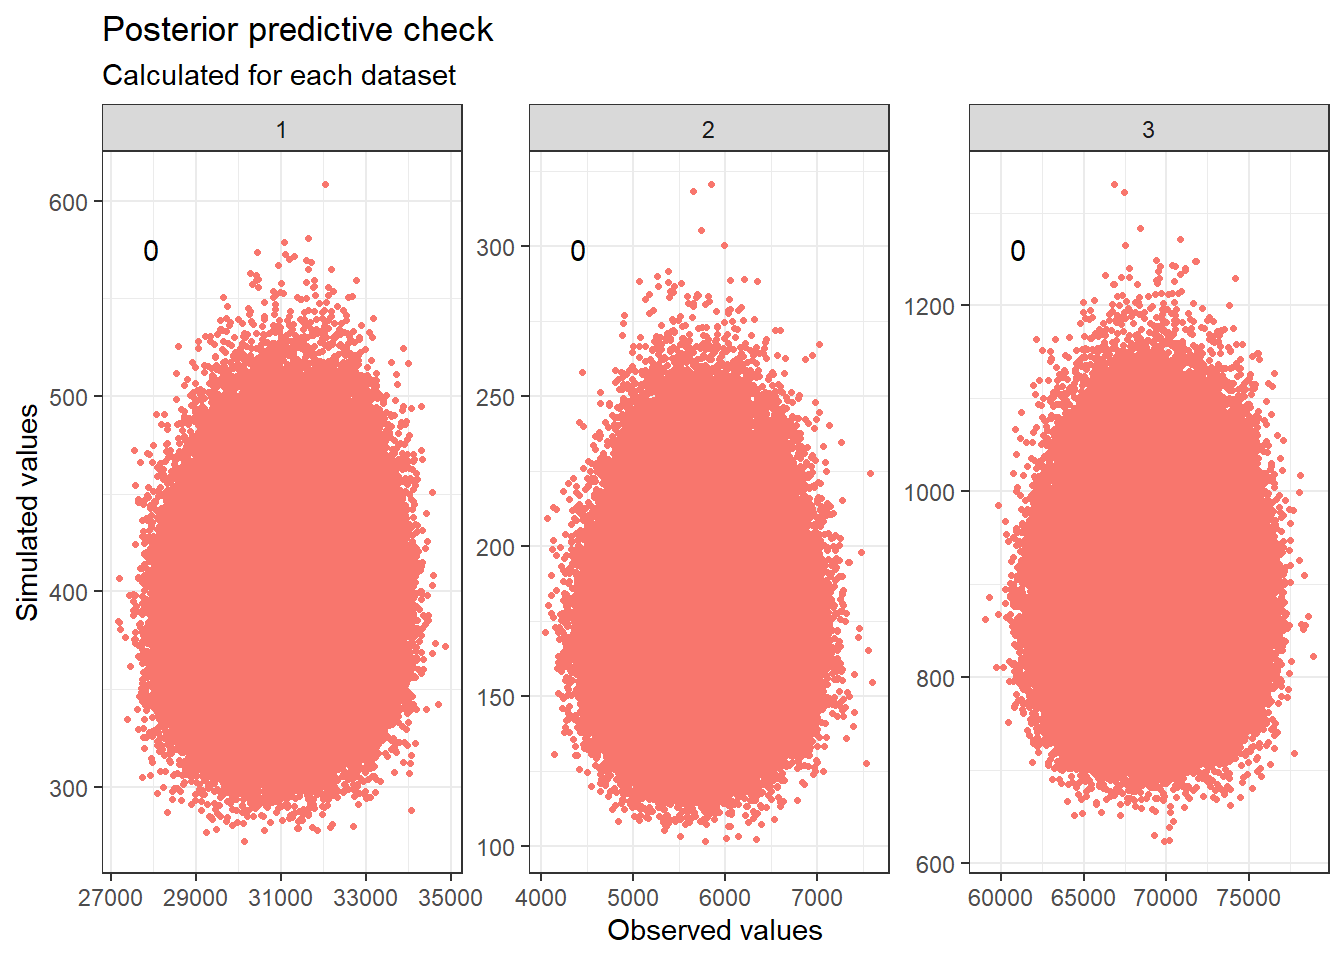 Posterior predictive check
Calculated for each dataset
1
2
3
0
0
0
Simulated values
600
500
400
300
300
250
200
150
100
1200
1000
800
600
27000 29000 31000 33000 35000
4000 5000 6000 7000
60000 65000 70000 75000
Observed values